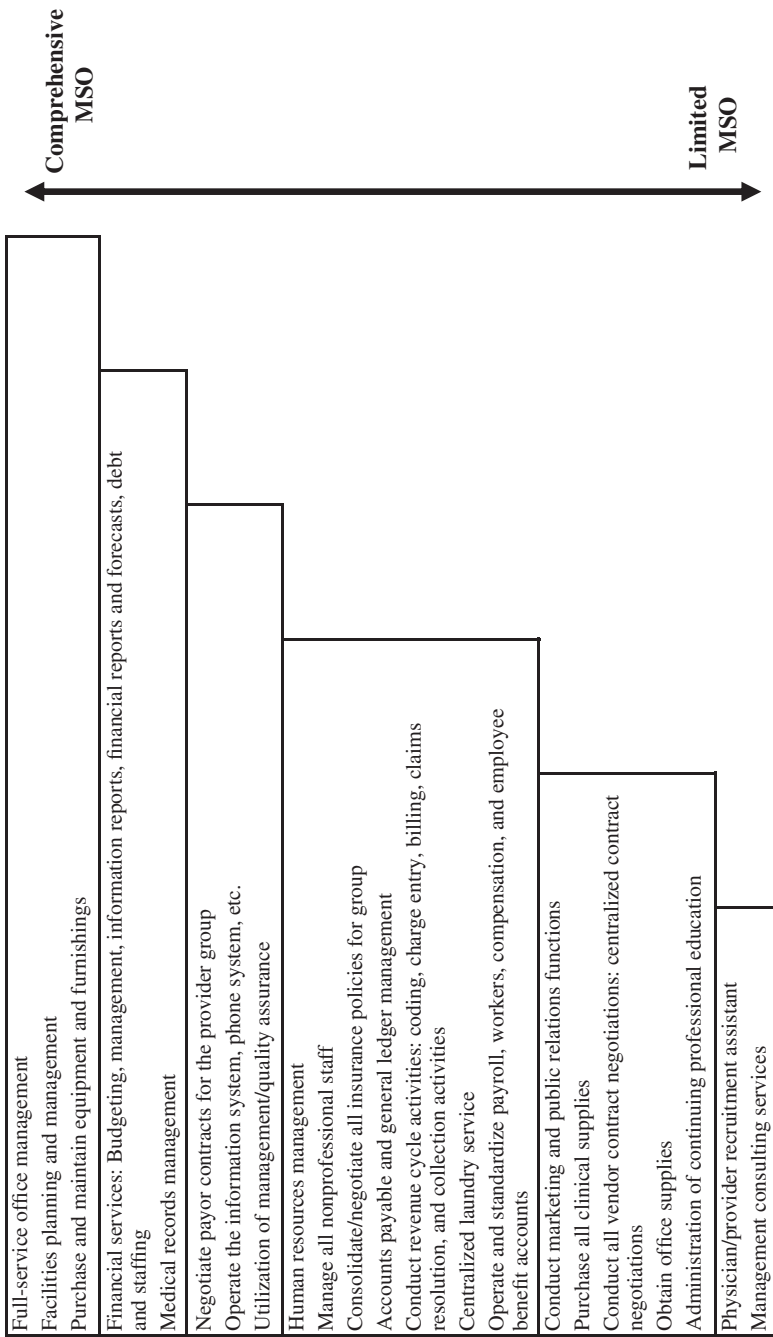 Full-service office management
Facilities planning and management
Purchase and maintain equipment and furnishings
Financial services: Budgeting, management, information reports, financial reports and forecasts, debt
and staffing
Medical records management
Negotiate payor contracts for the provider group
Operate the information system, phone system, etc.
Utilization of management/quality assurance
Human resources management
Manage all nonprofessional staff
Consolidate/negotiate all insurance policies for group
Accounts payable and general ledger management
Conduct revenue cycle activities: coding, charge entry, billing, claims
resolution, and collection activities
Centralized laundry service
Operate and standardize payroll, workers, compensation, and employee
benefit accounts
Conduct marketing and public relations functions
Purchase all clinical supplies
Conduct all vendor contract negotiations: centralized contract
negotiations
Obtain office supplies
Administration of continuing professional education
Physician/provider recruitment assistant
Management consulting services
Comprehensive
MSO
Limited
MSO